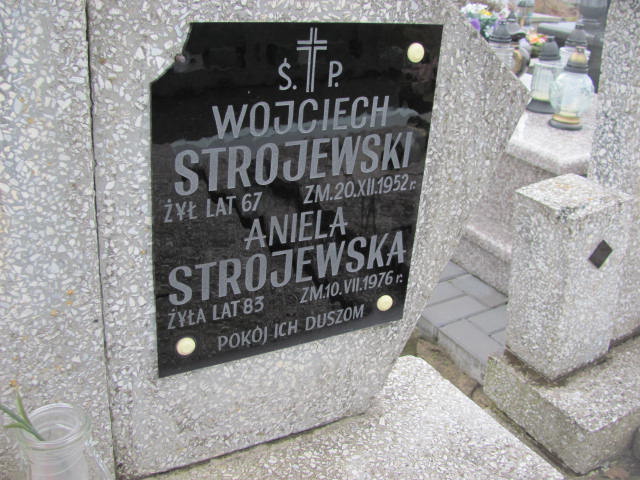 Ś. P.
WOJCIECH
STROJEWSKI
ŻYŁ LAT 67 ZM. 20.XII.1952 r.
ANIELA
STROJEWSKA
ŻYŁA LAT 83 ZM. 10.VII.1976 r.
POKÓJ ICH DUSZOM